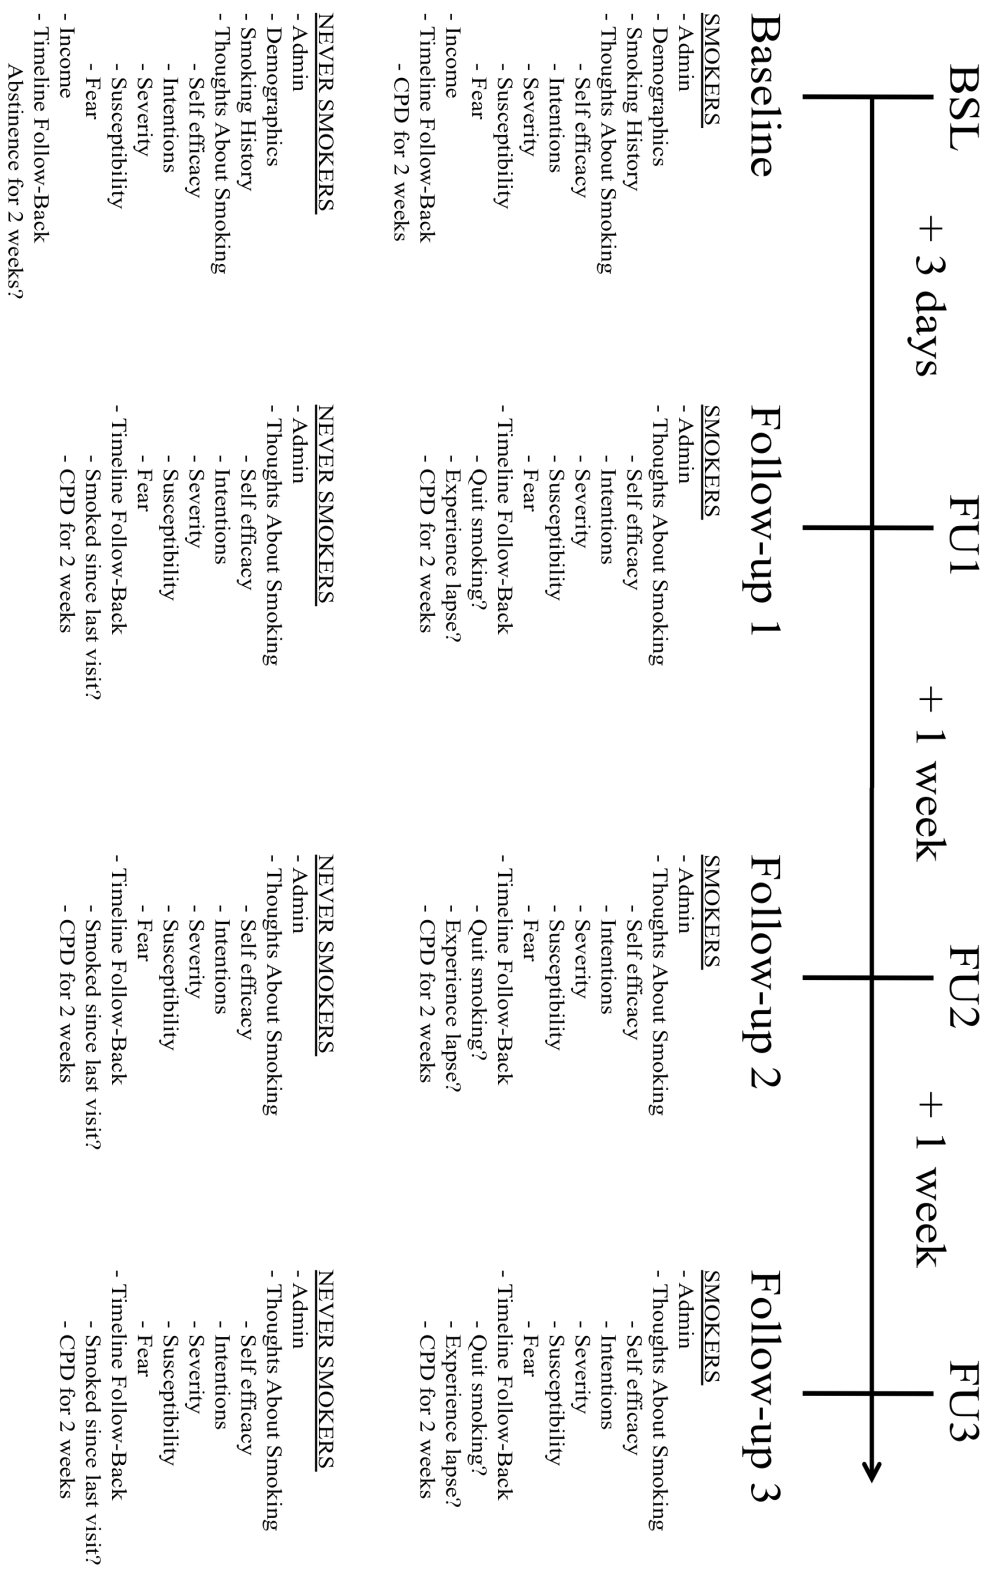 BSL + 3 days FU1 + 1 week FU2 + 1 week FU3
Baseline
SMOKERS
- Admin
- Demographics
- Smoking History
- Thoughts About Smoking
- Self efficacy
- Intentions
- Severity
- Susceptibility
- Fear
- Income
- Timeline Follow-Back
- CPD for 2 weeks
NEVER SMOKERS
- Admin
- Demographics
- Smoking History
- Thoughts About Smoking
- Self efficacy
- Intentions
- Severity
- Susceptibility
- Fear
- Income
- Timeline Follow-Back
Abstinence for 2 weeks?
Follow-up 1
SMOKERS
- Admin
- Thoughts About Smoking
- Self efficacy
- Intentions
- Severity
- Susceptibility
- Fear
- Timeline Follow-Back
- Quit smoking?
- Experience lapse?
- CPD for 2 weeks
NEVER SMOKERS
- Admin
- Thoughts About Smoking
- Self efficacy
- Intentions
- Severity
- Susceptibility
- Fear
- Timeline Follow-Back
- Smoked since last visit?
- CPD for 2 weeks
Follow-up 2
SMOKERS
- Admin
- Thoughts About Smoking
- Self efficacy
- Intentions
- Severity
- Susceptibility
- Fear
- Timeline Follow-Back
- Quit smoking?
- Experience lapse?
- CPD for 2 weeks
NEVER SMOKERS
- Admin
- Thoughts About Smoking
- Self efficacy
- Intentions
- Severity
- Susceptibility
- Fear
- Timeline Follow-Back
- Smoked since last visit?
- CPD for 2 weeks
Follow-up 3
SMOKERS
- Admin
- Thoughts About Smoking
- Self efficacy
- Intentions
- Severity
- Susceptibility
- Fear
- Timeline Follow-Back
- Quit smoking?
- Experience lapse?
- CPD for 2 weeks
NEVER SMOKERS
- Admin
- Thoughts About Smoking
- Self efficacy
- Intentions
- Severity
- Susceptibility
- Fear
- Timeline Follow-Back
- Smoked since last visit?
- CPD for 2 weeks